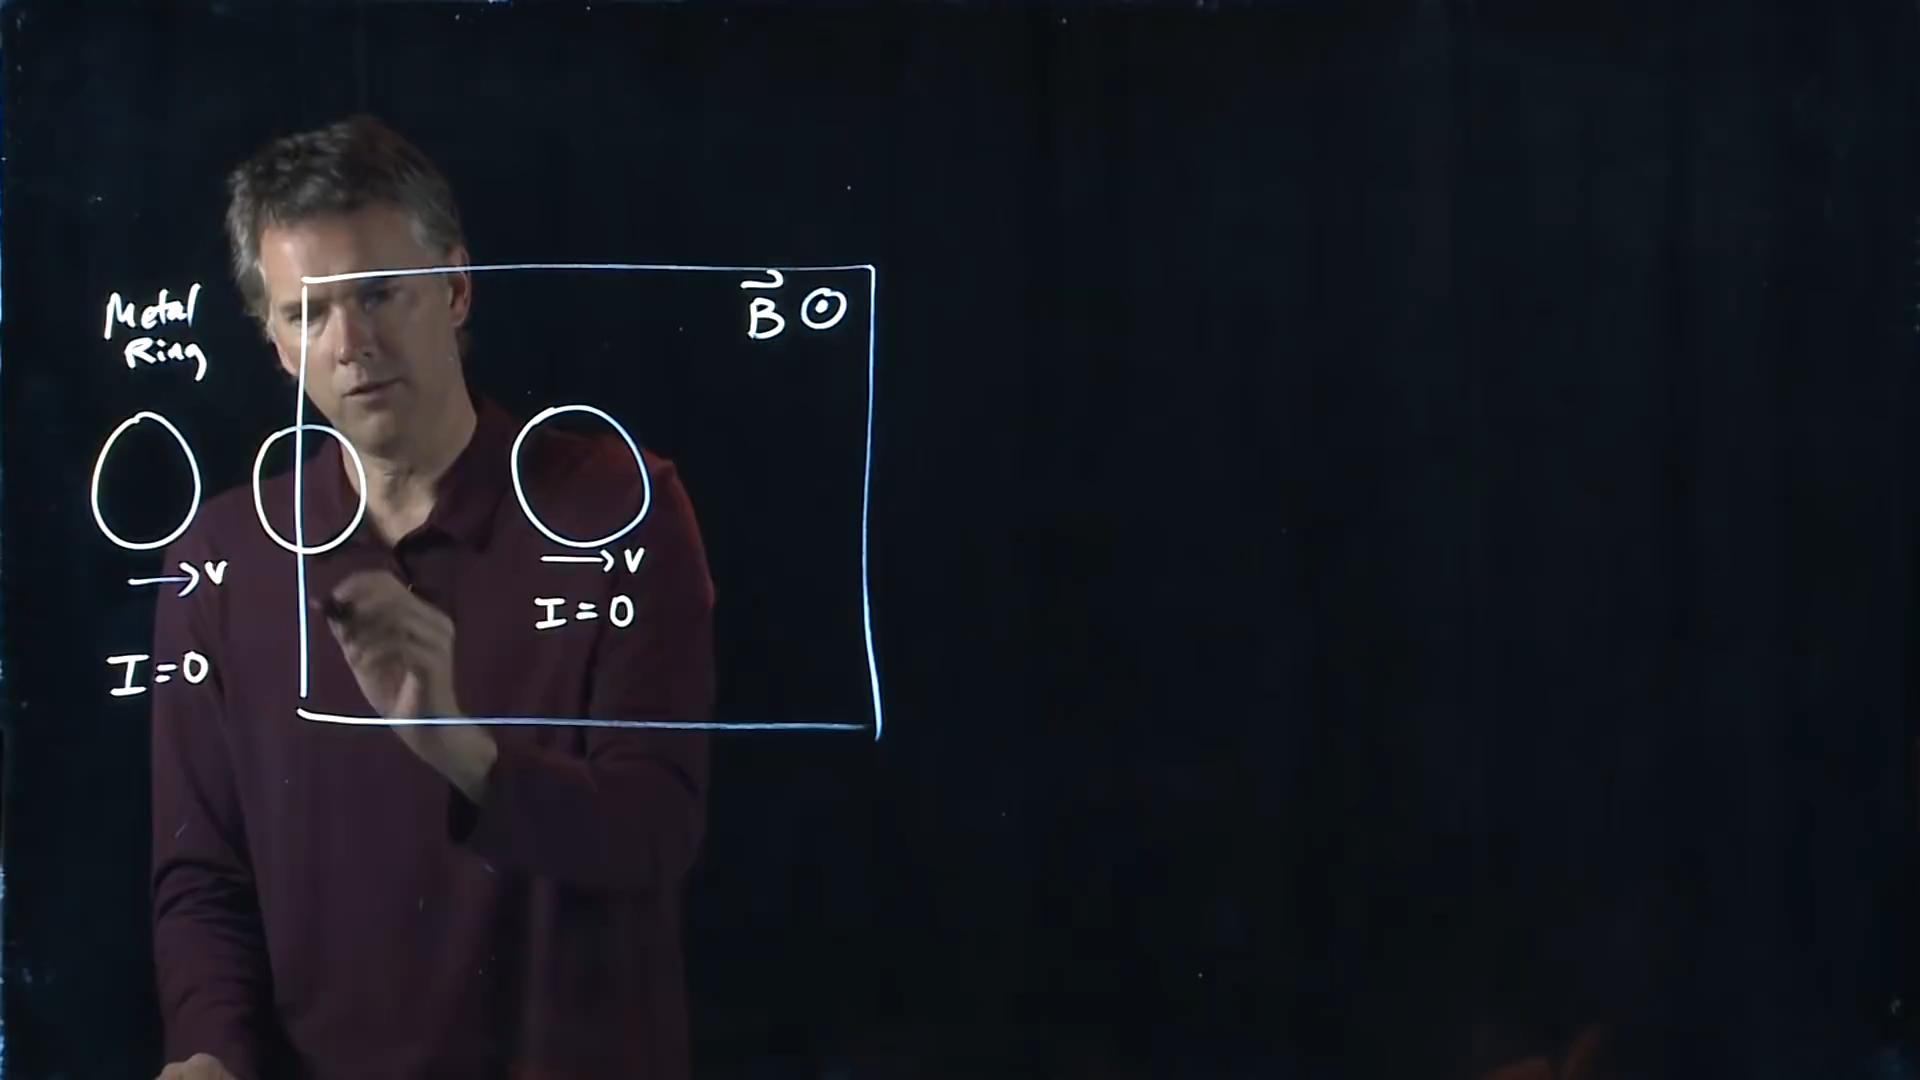 Metal
Ring
v
I=0
B⃗ ⊙
v
I=0